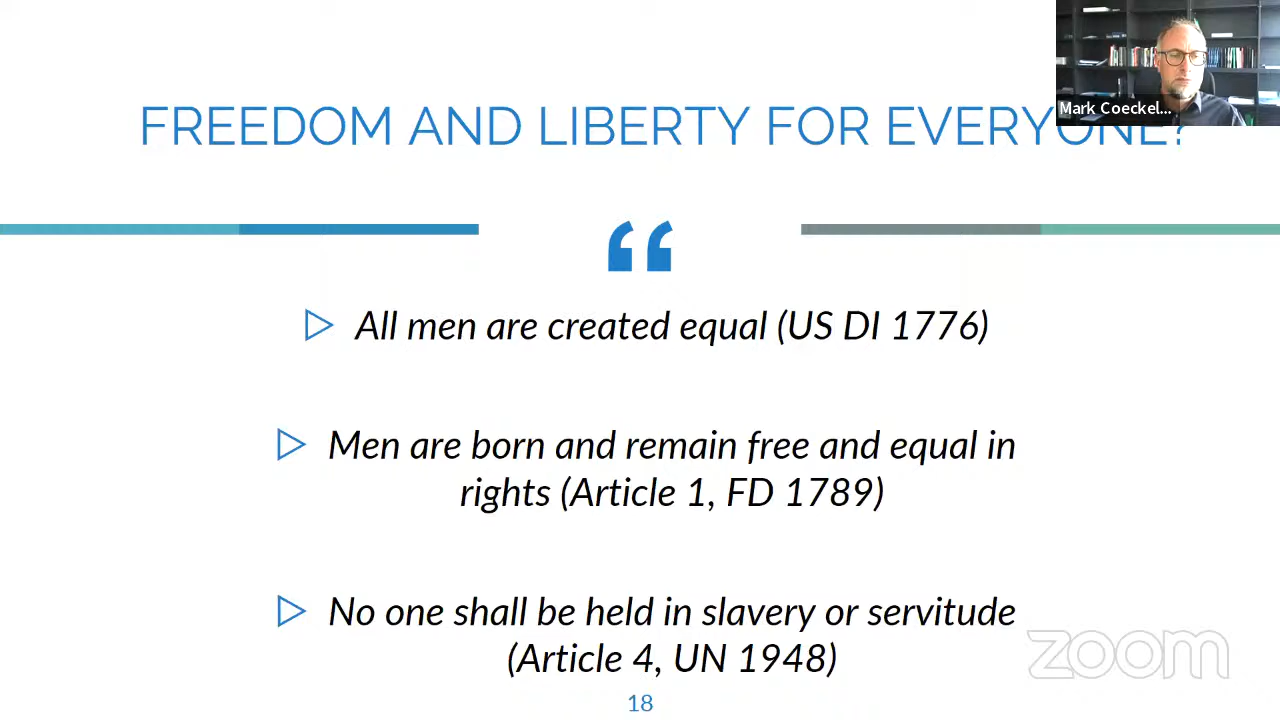 FREEDOM AND LIBERTY FOR EVERYONE?
Mark Coeckel...
“
▷ All men are created equal (US DI 1776)
▷ Men are born and remain free and equal in
rights (Article 1, FD 1789)
▷ No one shall be held in slavery or servitude
(Article 4, UN 1948)
zoom
18